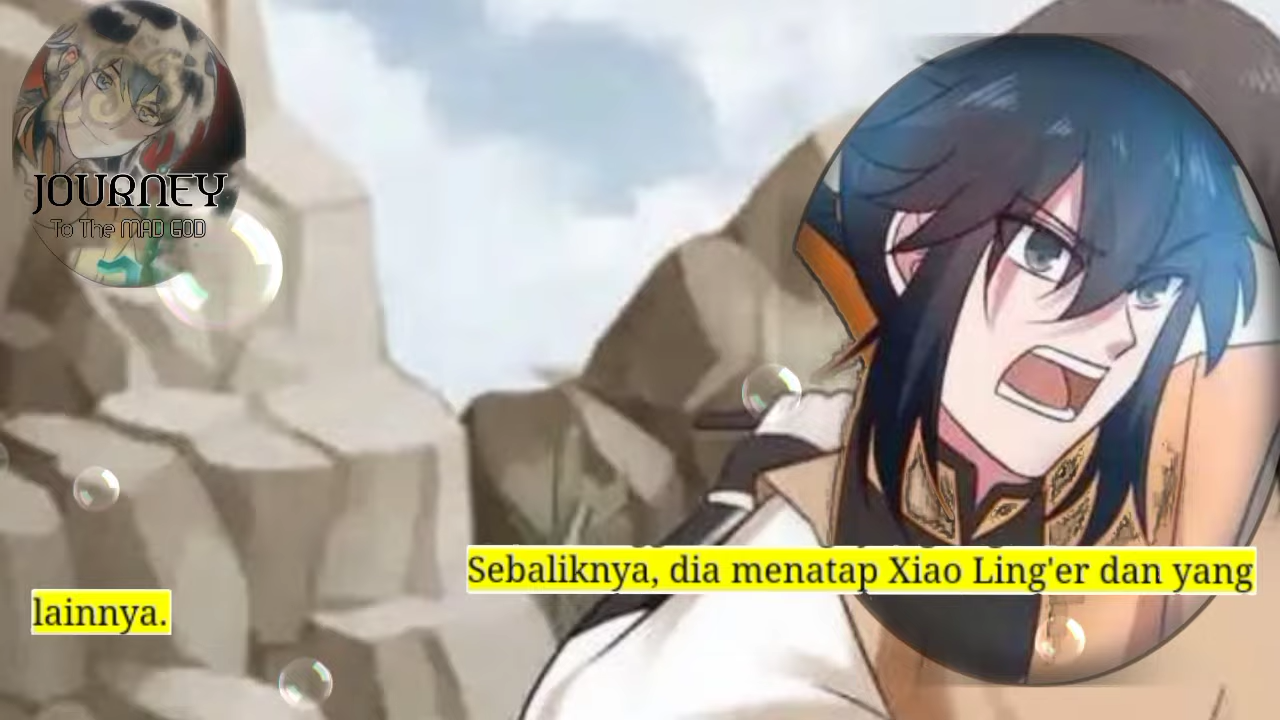 JOURNEY
To The MAD GOD
Sebaliknya, dia menatap Xiao Ling'er dan yang
lainnya.